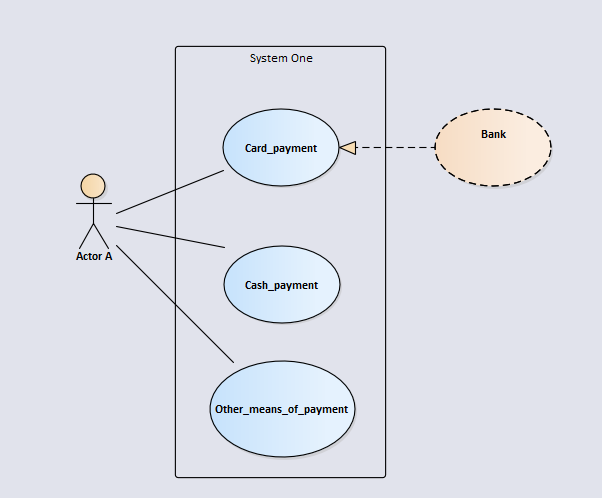 System One
Card_payment
Bank
Actor A
Cash_payment
Other_means_of_payment